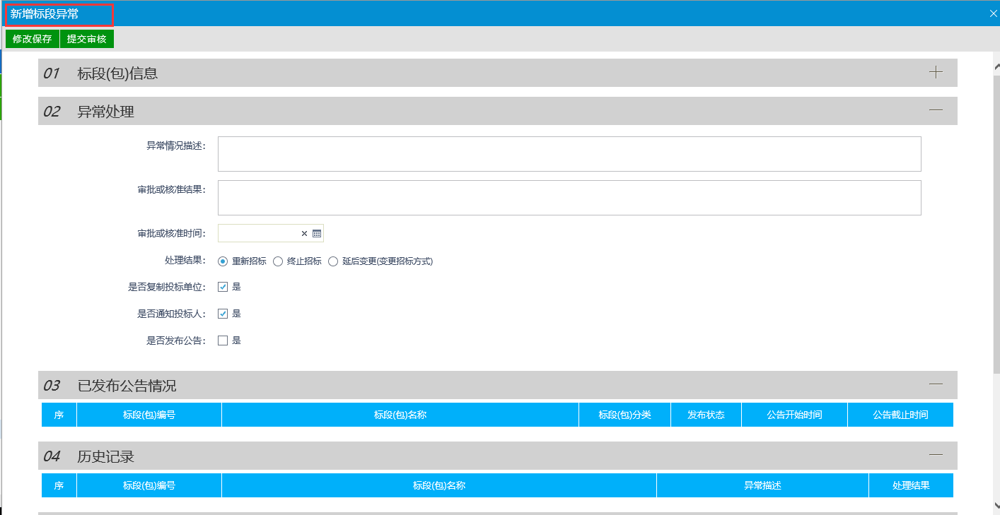 新增标段异常
修改保存 提交审核
01 标段(包)信息
02 异常处理
异常情况描述:
审批或核准结果:
审批或核准时间:
处理结果: 重新招标 终止招标 延后变更(变更招标方式)
是否复制投标单位: 是
是否通知投标人: 是
是否发布公告: 是
03 已发布公告情况
序 标段(包)编号 标段(包)名称 标段(包)分类 发布状态 公告开始时间 公告截止时间
04 历史记录
序 标段(包)编号 标段(包)名称 异常描述 处理结果